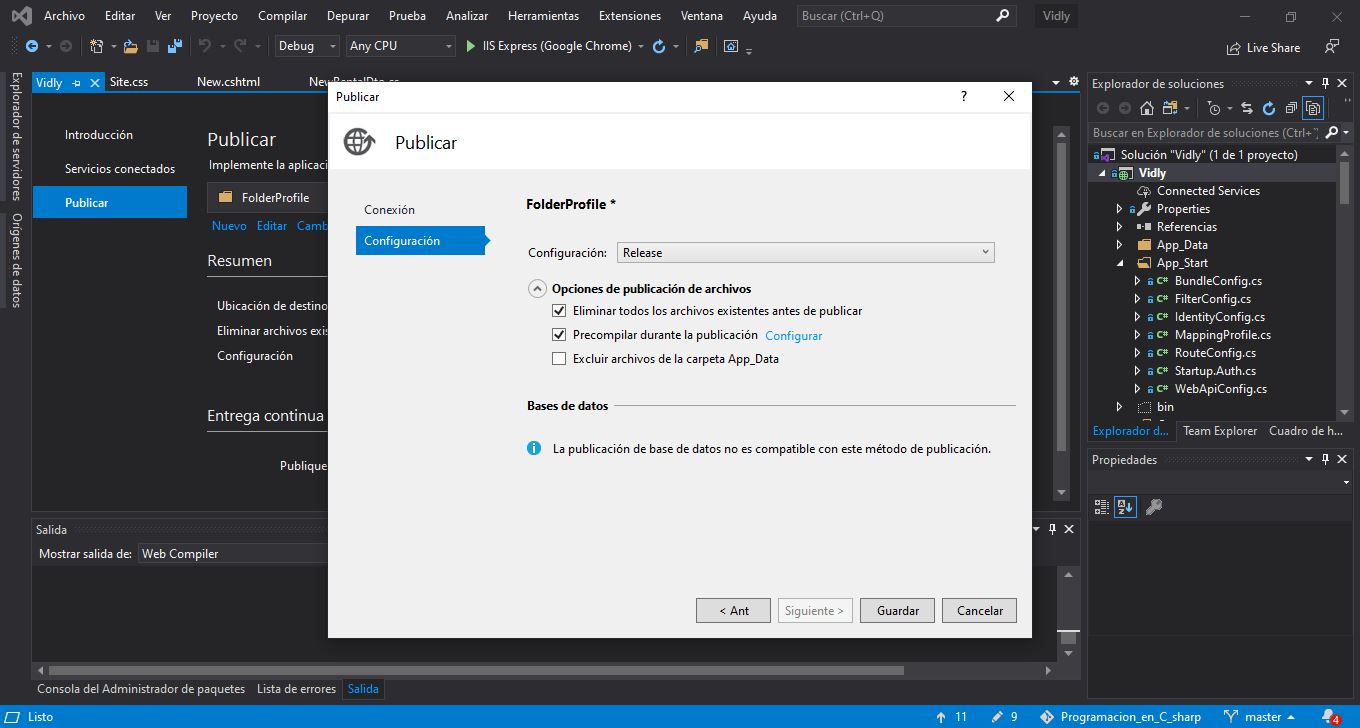 Archivo Editar Ver Proyecto Compilar Depurar Prueba Analizar Herramientas Extensiones Ventana Ayuda Buscar (Ctrl+Q) Vidly
Debug Any CPU IIS Express (Google Chrome) Live Share
Explorador de servidores
Orígenes de datos
Vidly Site.css New.cshtml
Introducción
Servicios conectados
Publicar
Publicar
Implemente la aplicaci
FolderProfile
Nuevo Editar Camb
Resumen
Ubicación de destino
Eliminar archivos exis
Configuración
Entrega continua
Publique
Publicar ?
Publicar
Conexión
Configuración
FolderProfile *
Configuración: Release
Opciones de publicación de archivos
Eliminar todos los archivos existentes antes de publicar
Precompilar durante la publicación Configurar
Excluir archivos de la carpeta App_Data
Bases de datos
La publicación de base de datos no es compatible con este método de publicación.
< Ant Siguiente > Guardar Cancelar
Salida
Mostrar salida de: Web Compiler
Consola del Administrador de paquetes Lista de errores Salida
Explorador de soluciones
Buscar en Explorador de soluciones (Ctrl+
Solución "Vidly" (1 de 1 proyecto)
Vidly
Connected Services
Properties
Referencias
App_Data
App_Start
C# BundleConfig.cs
C# FilterConfig.cs
C# IdentityConfig.cs
C# MappingProfile.cs
C# RouteConfig.cs
C# Startup.Auth.cs
C# WebApiConfig.cs
bin
Explorador d... Team Explorer Cuadro de h...
Propiedades
Listo 11 9 Programacion_en_C_sharp master 4